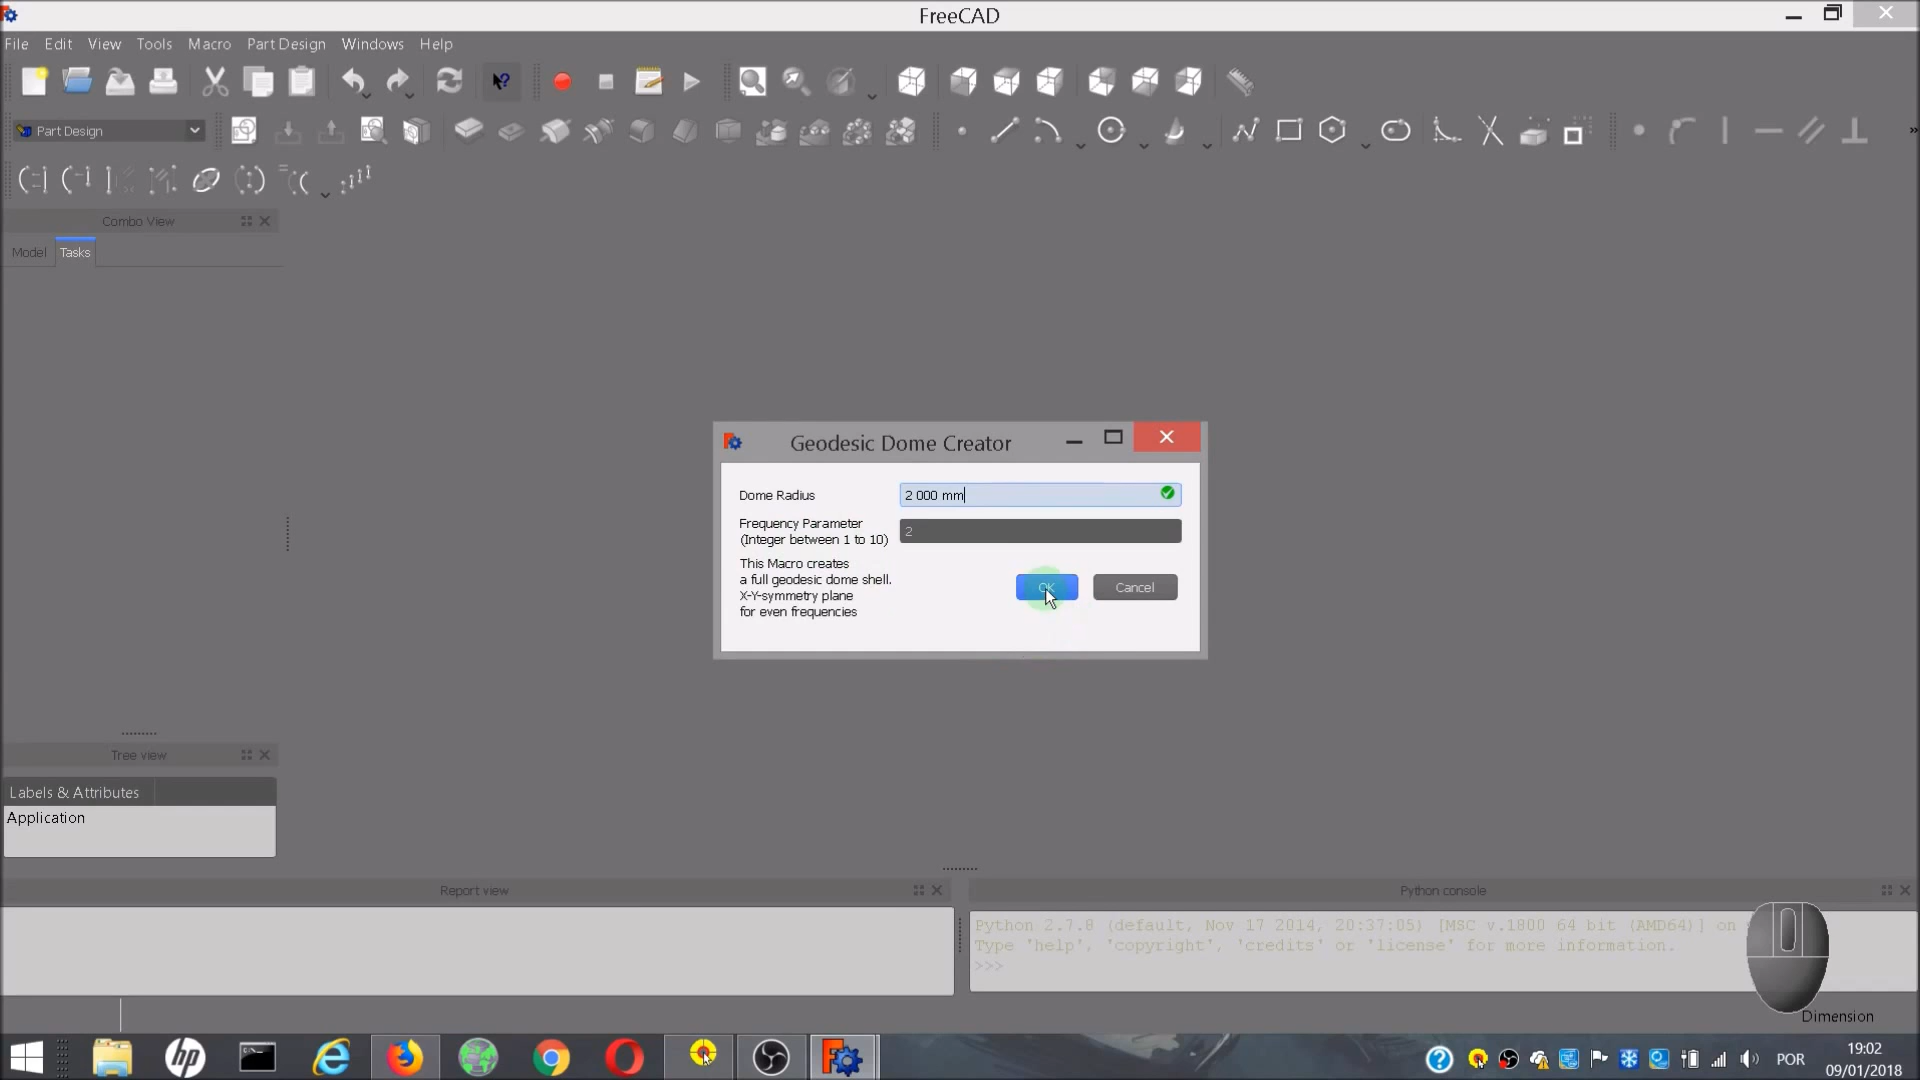 FreeCAD
File Edit View Tools Macro Part Design Windows Help
Part Design
Combo View
Model Tasks
Geodesic Dome Creator
Dome Radius 2 000 mm
Frequency Parameter
(Integer between 1 to 10) 2
This Macro creates
a full geodesic dome shell.
X-Y-symmetry plane
for even frequencies
OK Cancel
Tree view
Labels & Attributes
Application
Report view
Python console
Python 2.7.8 (default, Nov 17 2014, 20:37:05) [MSC v.1800 64 bit (AMD64)] on
Type 'help', 'copyright', 'credits' or 'license' for more information.
>>>
Dimension
hp
POR
19:02
09/01/2018